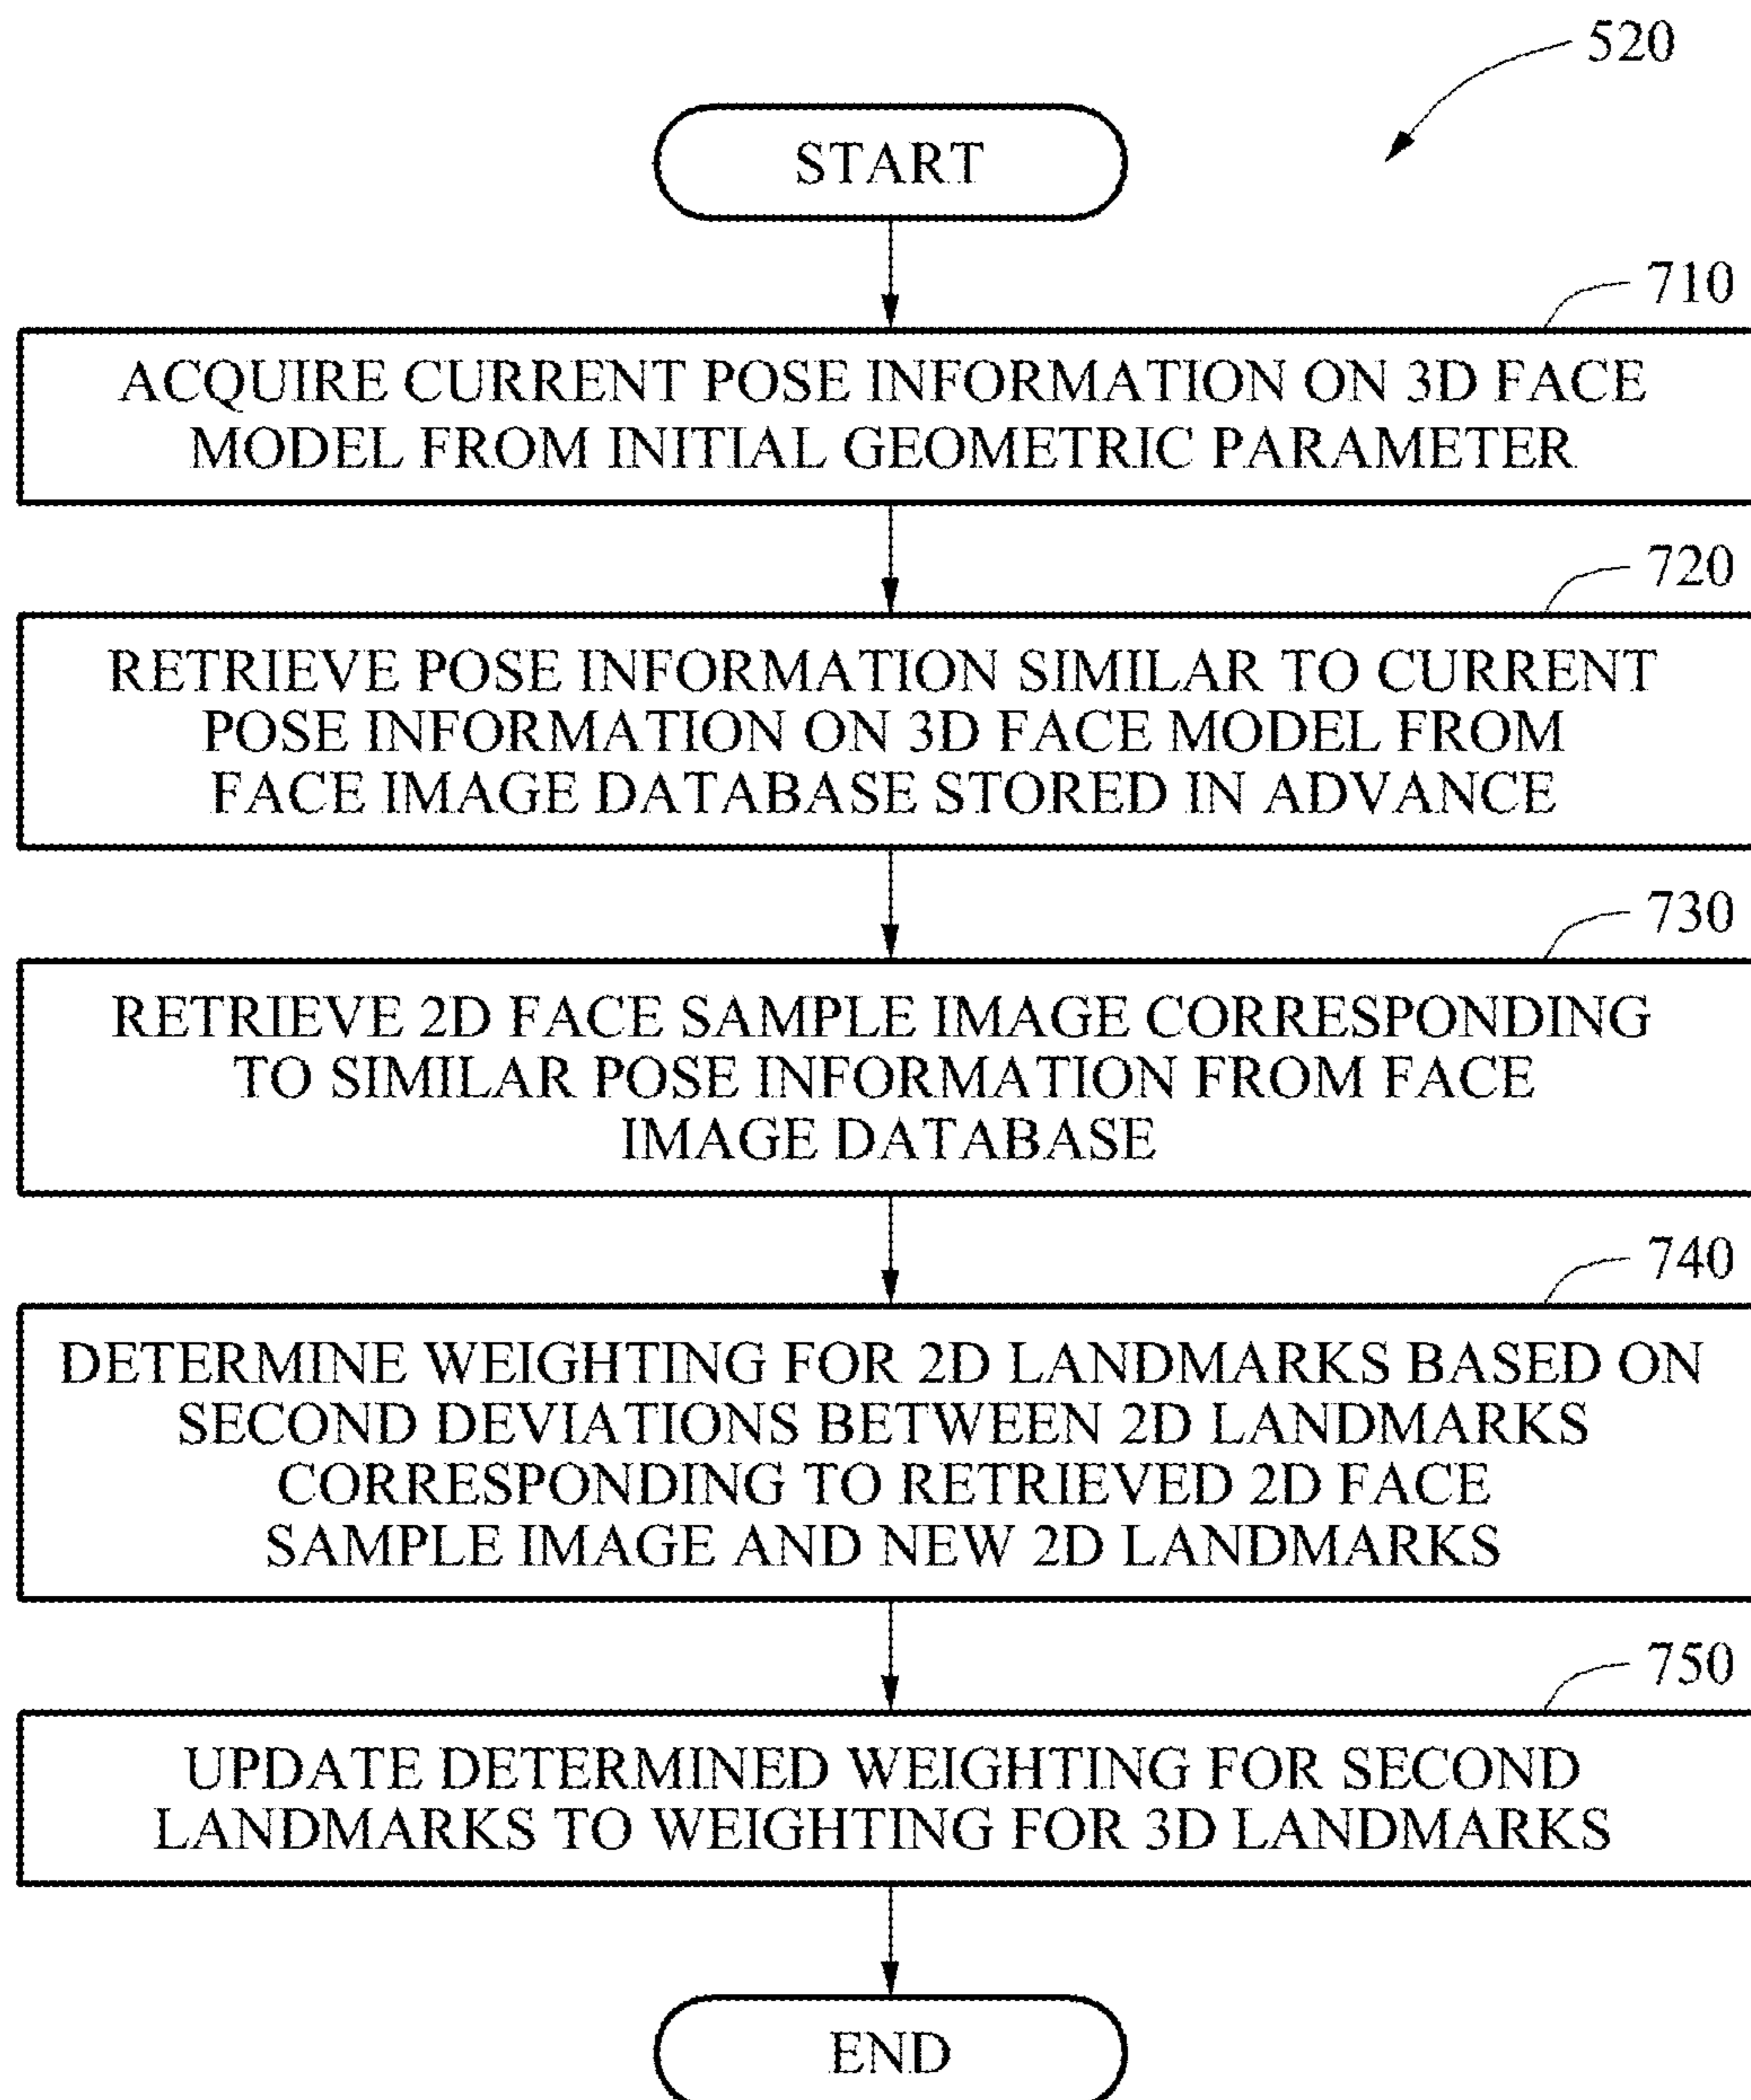 520
START
710
ACQUIRE CURRENT POSE INFORMATION ON 3D FACE
MODEL FROM INITIAL GEOMETRIC PARAMETER
720
RETRIEVE POSE INFORMATION SIMILAR TO CURRENT
POSE INFORMATION ON 3D FACE MODEL FROM
FACE IMAGE DATABASE STORED IN ADVANCE
730
RETRIEVE 2D FACE SAMPLE IMAGE CORRESPONDING
TO SIMILAR POSE INFORMATION FROM FACE
IMAGE DATABASE
740
DETERMINE WEIGHTING FOR 2D LANDMARKS BASED ON
SECOND DEVIATIONS BETWEEN 2D LANDMARKS
CORRESPONDING TO RETRIEVED 2D FACE
SAMPLE IMAGE AND NEW 2D LANDMARKS
750
UPDATE DETERMINED WEIGHTING FOR SECOND
LANDMARKS TO WEIGHTING FOR 3D LANDMARKS
END